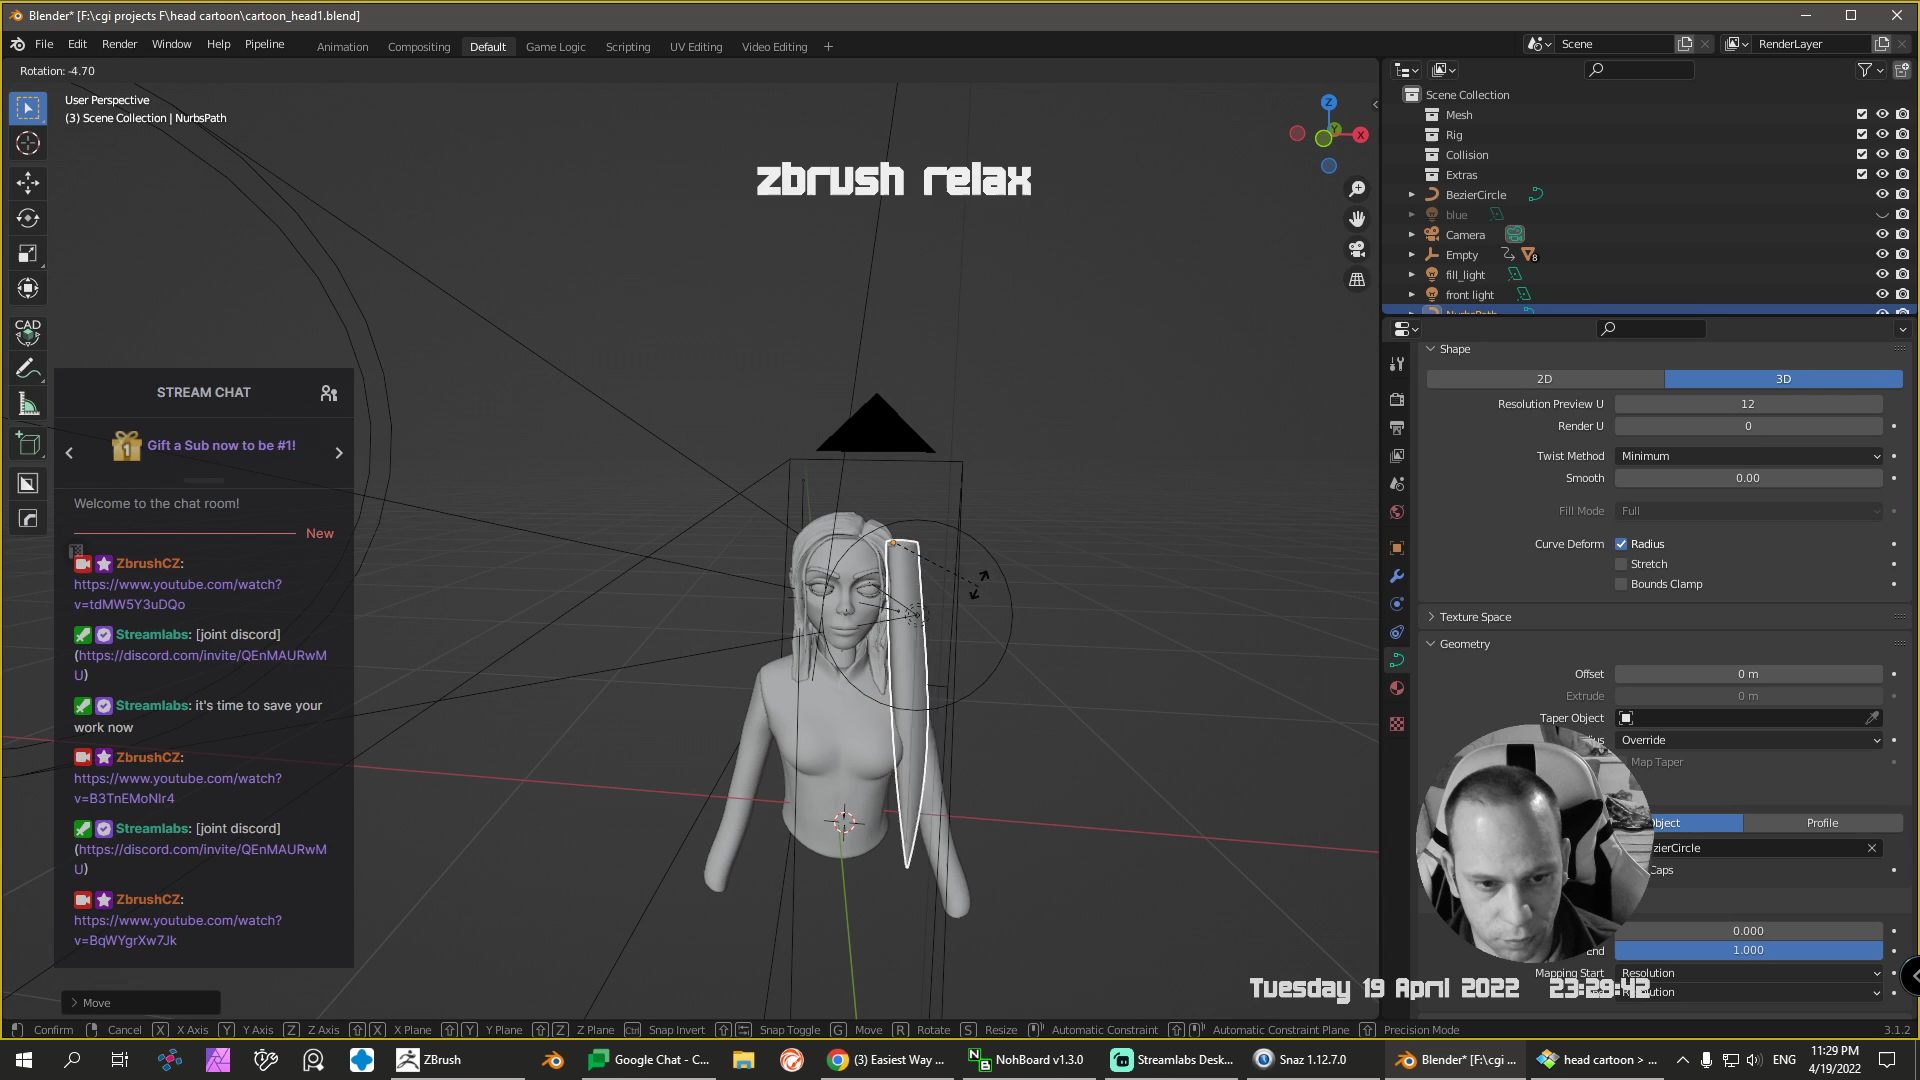 Blender* [F:\cgi projects F\head cartoon\cartoon_head1.blend]
File Edit Render Window Help Pipeline
Animation Compositing Default Game Logic Scripting UV Editing Video Editing +
Scene
RenderLayer
Rotation: -4.70
User Perspective
(3) Scene Collection | NurbsPath
CAD
zbrush relax
Z
Y
X
STREAM CHAT
1 Gift a Sub now to be #1!
Welcome to the chat room!
New
ZbrushCZ:
https://www.youtube.com/watch?
v=tdMW5Y3uDQo
Streamlabs: [joint discord]
(https://discord.com/invite/QEnMAURwM
U)
Streamlabs: it's time to save your
work now
ZbrushCZ:
https://www.youtube.com/watch?
v=B3TnEMoNlr4
Streamlabs: [joint discord]
(https://discord.com/invite/QEnMAURwM
U)
ZbrushCZ:
https://www.youtube.com/watch?
v=BqWYgrXw7Jk
Move
Scene Collection
Mesh
Rig
Collision
Extras
BezierCircle
blue
Camera
Empty 8
fill_light
front light
NurbsPath
Shape
2D 3D
Resolution Preview U 12
Render U 0
Twist Method Minimum
Smooth 0.00
Fill Mode Full
Curve Deform Radius
Stretch
Bounds Clamp
Texture Space
Geometry
Offset 0 m
Extrude 0 m
Taper Object
Override
Map Taper
Object Profile
zierCircle
Caps
0.000
End 1.000
Mapping Start Resolution
Tuesday 19 April 2022 23:29:42
Confirm Cancel X X Axis Y Y Axis Z Z Axis X X Plane Y Y Plane Z Z Plane Ctrl Snap Invert Snap Toggle G Move R Rotate S Resize Automatic Constraint Automatic Constraint Plane Precision Mode 3.1.2
ZBrush
Google Chat - C...
(3) Easiest Way ...
NohBoard v1.3.0
Streamlabs Desk...
Snaz 1.12.7.0
Blender* [F:\cgi ...
head cartoon > ...
ENG
11:29 PM
4/19/2022